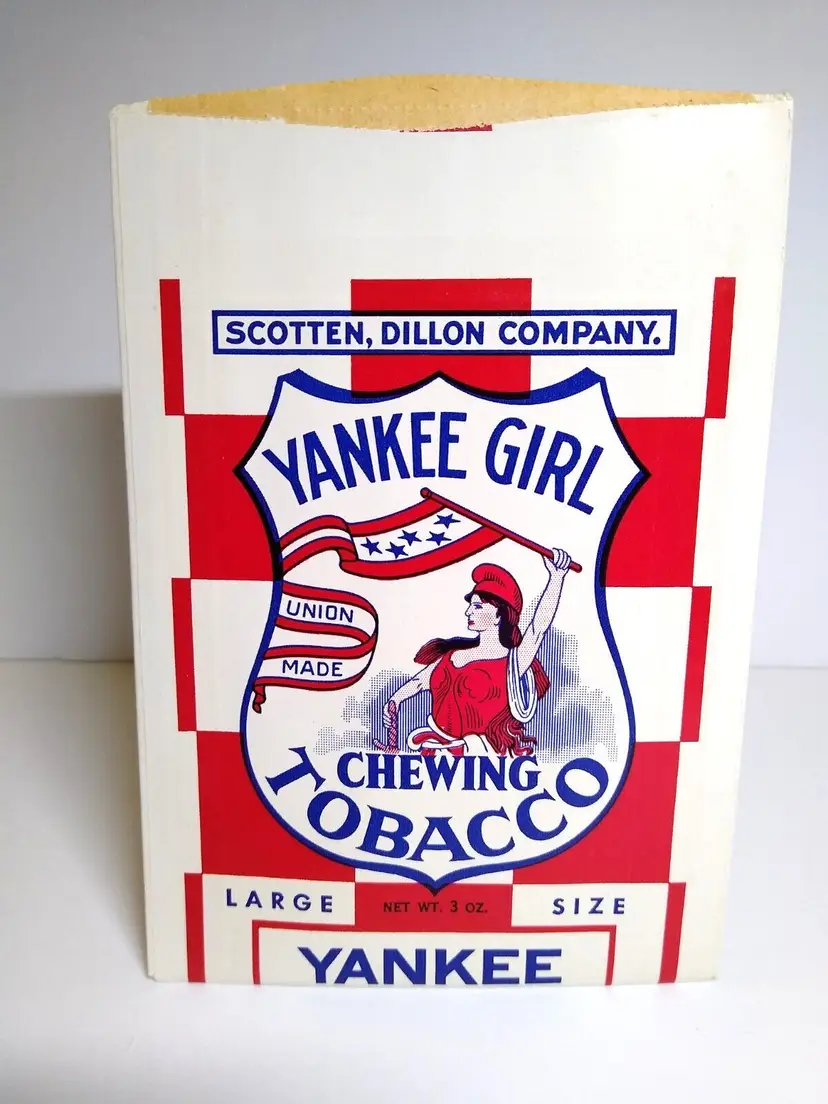 SCOTTEN, DILLON COMPANY.
YANKEE GIRL
UNION
MADE
CHEWING
TOBACCO
LARGE NET WT. 3 OZ. SIZE
YANKEE